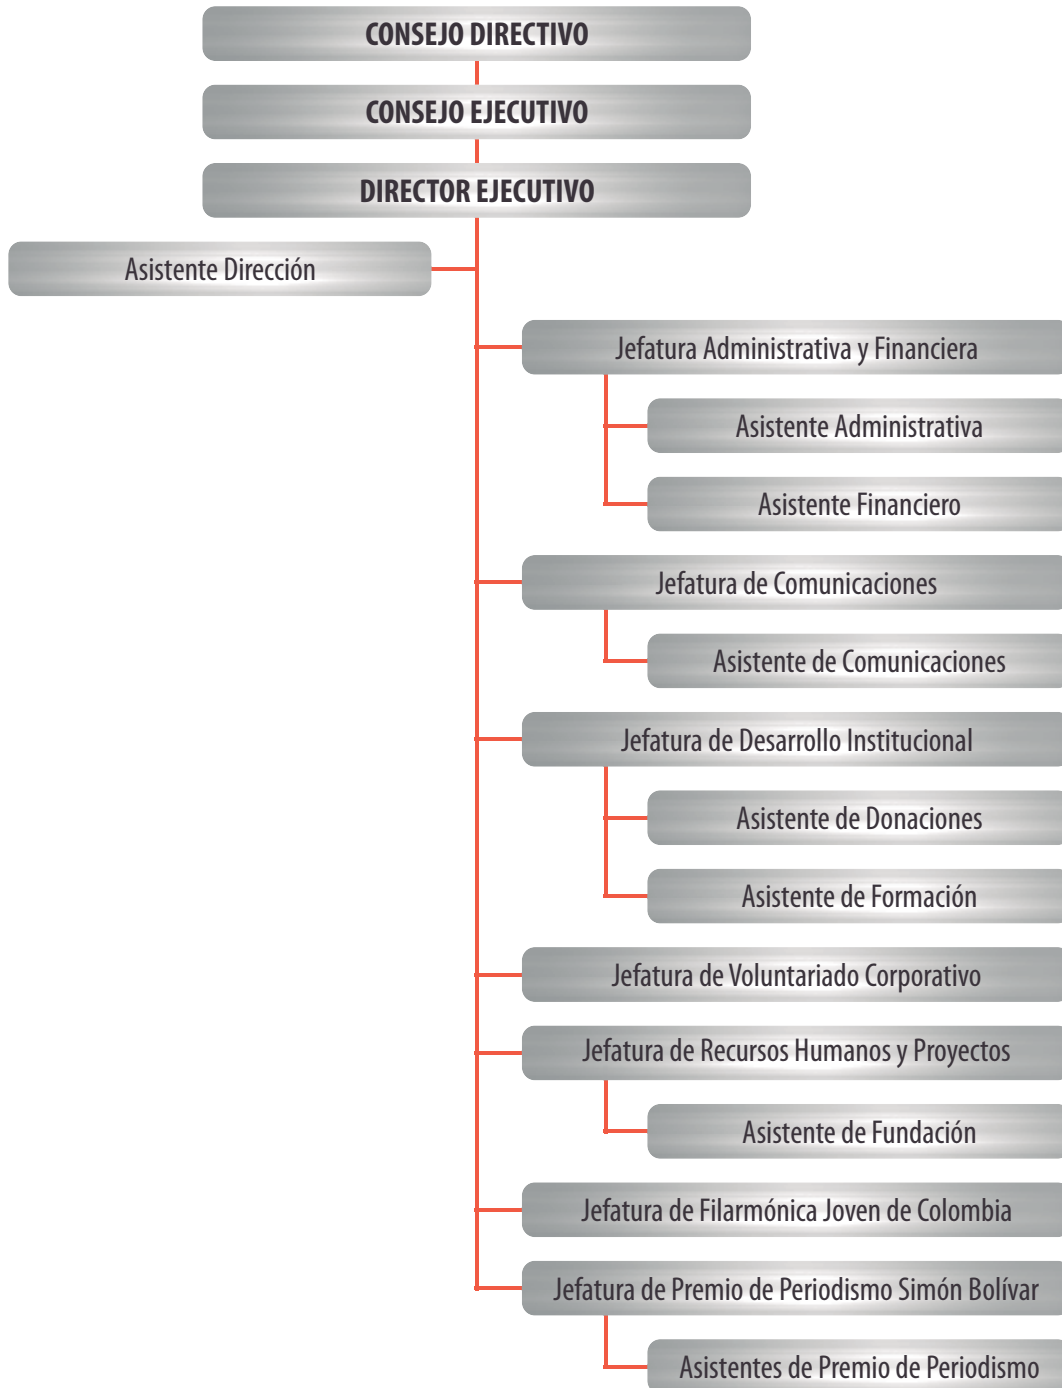 CONSEJO DIRECTIVO
CONSEJO EJECUTIVO
DIRECTOR EJECUTIVO
Asistente Dirección
Jefatura Administrativa y Financiera
Asistente Administrativa
Asistente Financiero
Jefatura de Comunicaciones
Asistente de Comunicaciones
Jefatura de Desarrollo Institucional
Asistente de Donaciones
Asistente de Formación
Jefatura de Voluntariado Corporativo
Jefatura de Recursos Humanos y Proyectos
Asistente de Fundación
Jefatura de Filarmónica Joven de Colombia
Jefatura de Premio de Periodismo Simón Bolívar
Asistentes de Premio de Periodismo